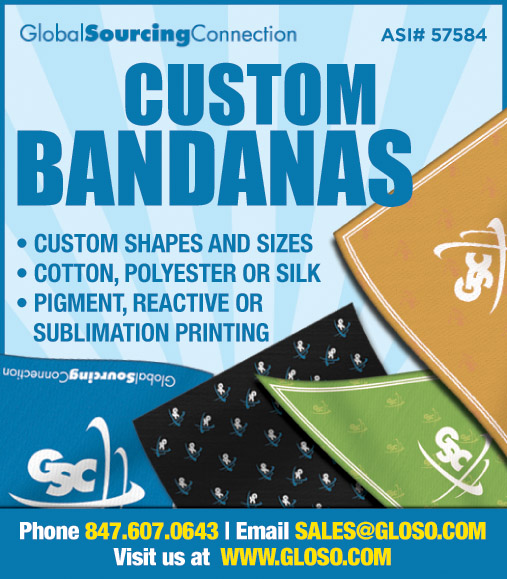 GlobalSourcingConnection
ASI# 57584
CUSTOM
BANDANAS
• CUSTOM SHAPES AND SIZES
• COTTON, POLYESTER OR SILK
• PIGMENT, REACTIVE OR
SUBLIMATION PRINTING
GSC
GlobalSourcingConnection
GSC
GSC
Phone 847.607.0643 | Email SALES@GLOSO.COM
Visit us at WWW.GLOSO.COM